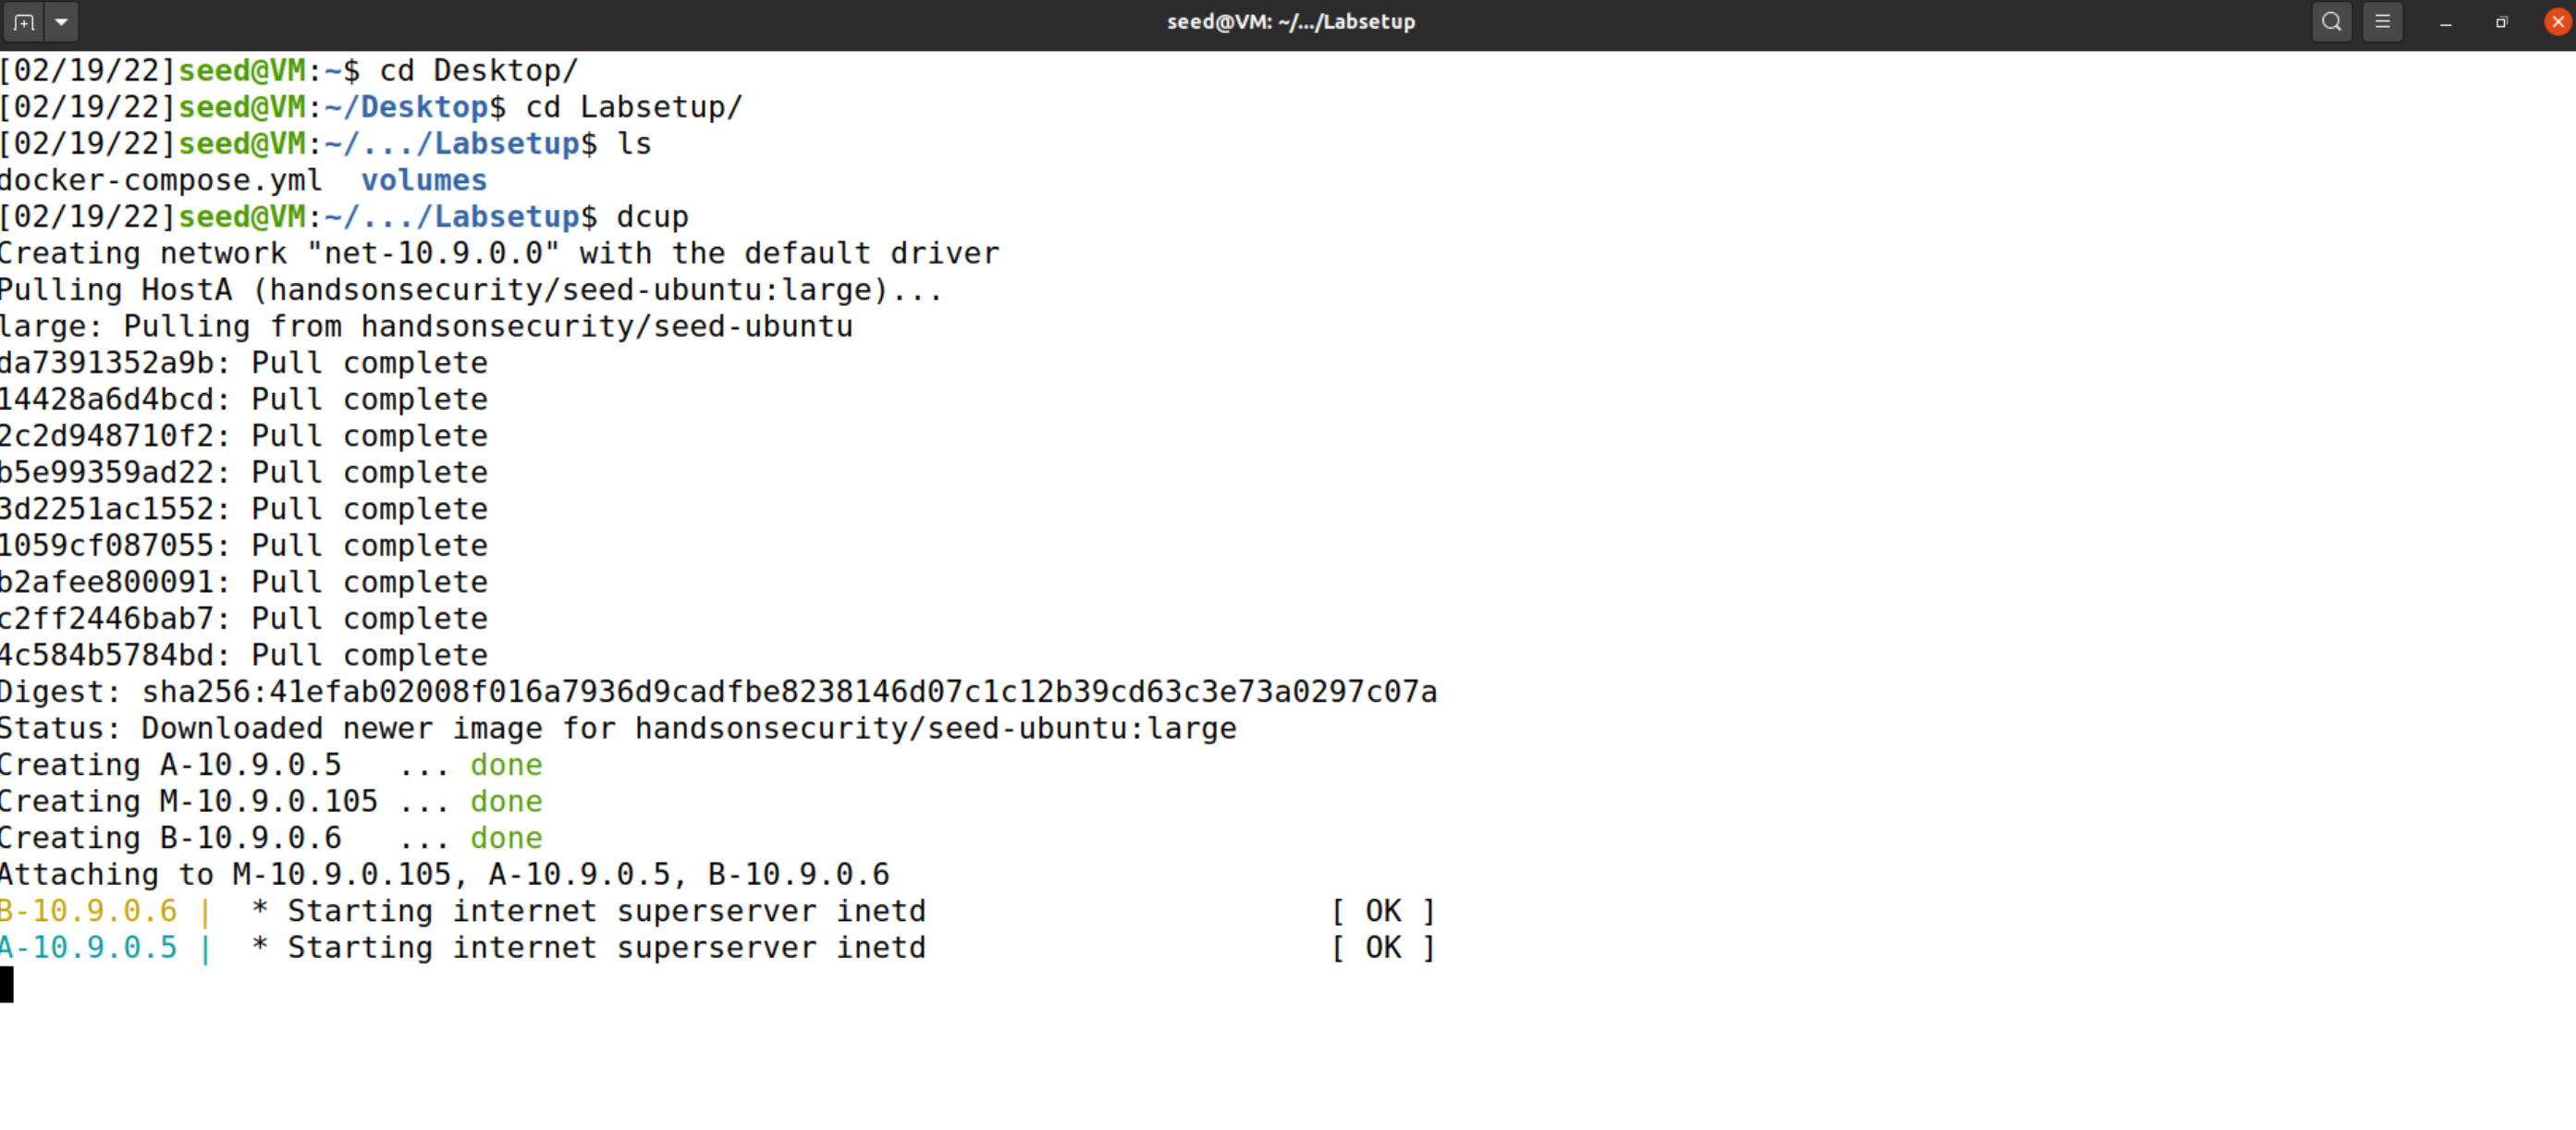 seed@VM: ~/.../Labsetup
[02/19/22]seed@VM:~$ cd Desktop/
[02/19/22]seed@VM:~/Desktop$ cd Labsetup/
[02/19/22]seed@VM:~/.../Labsetup$ ls
docker-compose.yml  volumes
[02/19/22]seed@VM:~/.../Labsetup$ dcup
Creating network "net-10.9.0.0" with the default driver
Pulling HostA (handsonsecurity/seed-ubuntu:large)...
large: Pulling from handsonsecurity/seed-ubuntu
da7391352a9b: Pull complete
14428a6d4bcd: Pull complete
2c2d948710f2: Pull complete
b5e99359ad22: Pull complete
3d2251ac1552: Pull complete
1059cf087055: Pull complete
b2afee800091: Pull complete
c2ff2446bab7: Pull complete
4c584b5784bd: Pull complete
Digest: sha256:41efab02008f016a7936d9cadfbe8238146d07c1c12b39cd63c3e73a0297c07a
Status: Downloaded newer image for handsonsecurity/seed-ubuntu:large
Creating A-10.9.0.5   ... done
Creating M-10.9.0.105 ... done
Creating B-10.9.0.6   ... done
Attaching to M-10.9.0.105, A-10.9.0.5, B-10.9.0.6
B-10.9.0.6 |  * Starting internet superserver inetd                      [ OK ]
A-10.9.0.5 |  * Starting internet superserver inetd                      [ OK ]